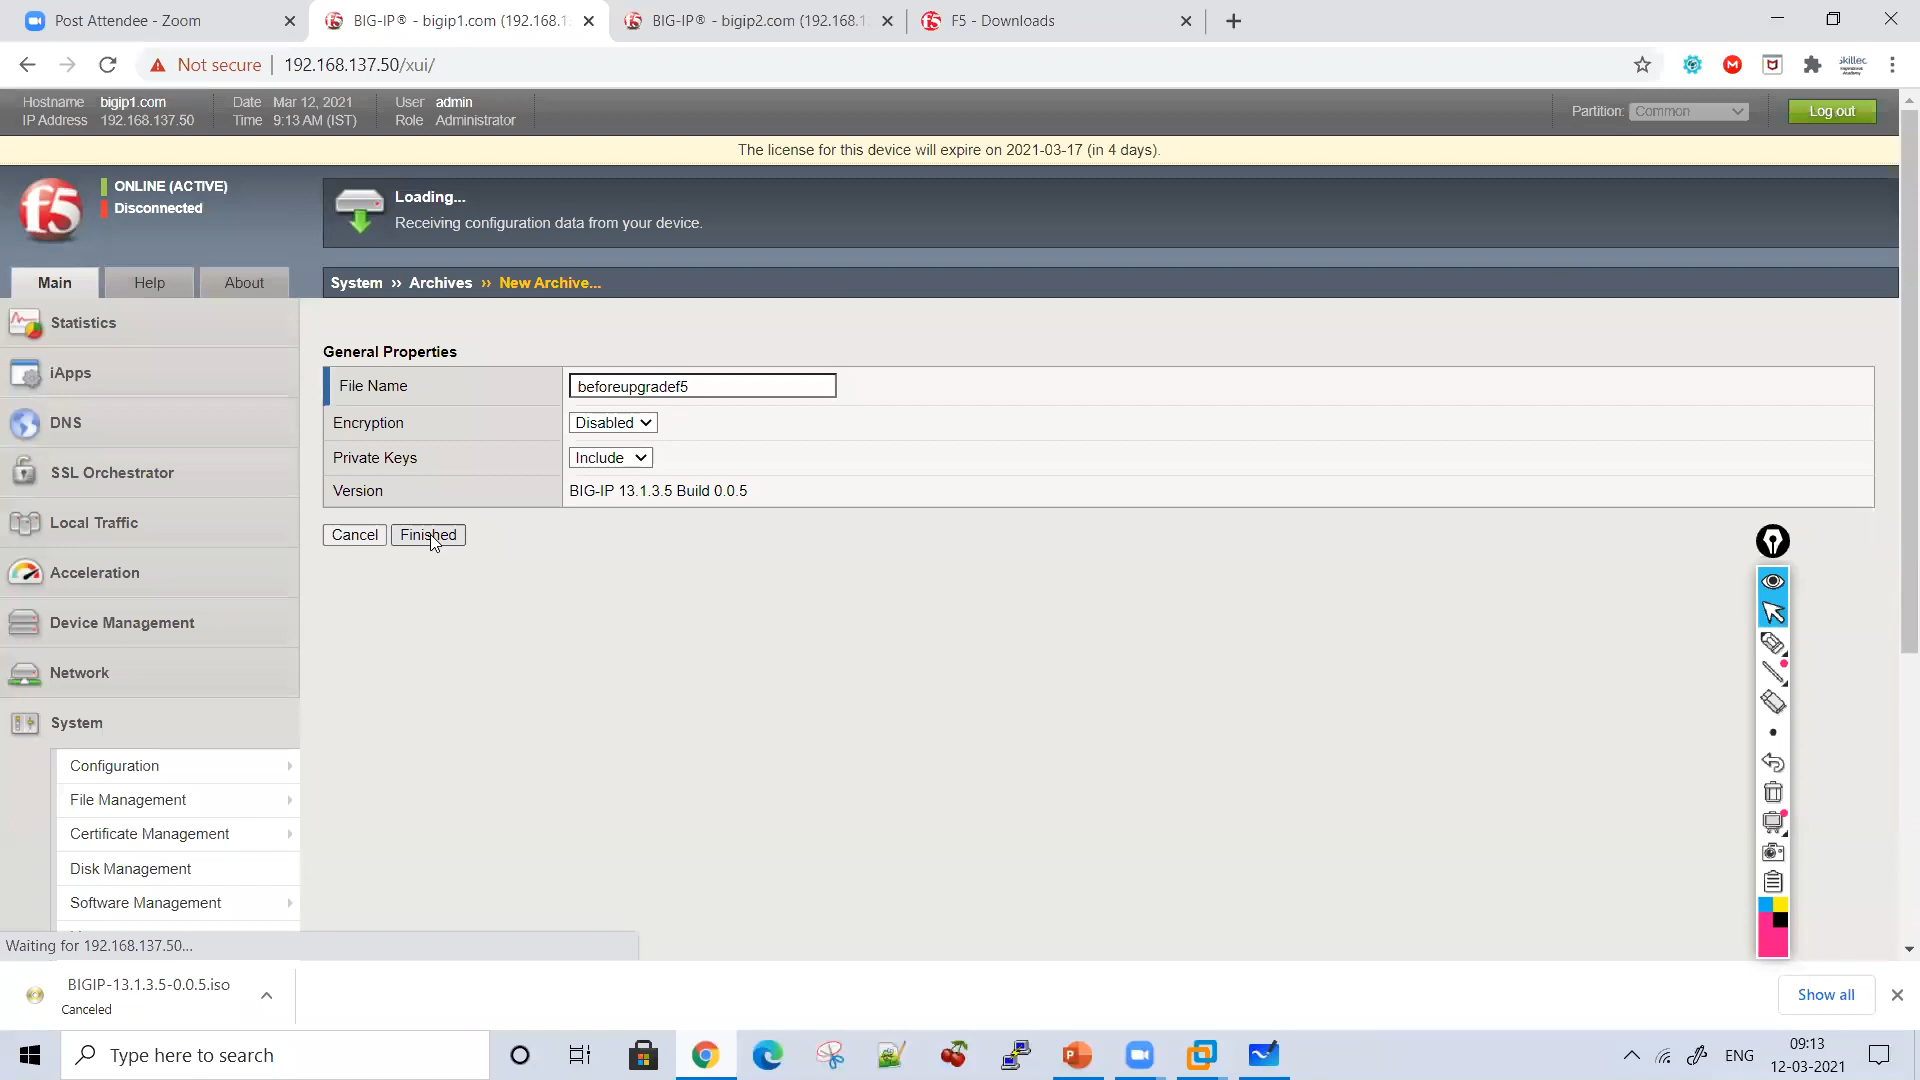 Post Attendee - Zoom
BIG-IP® - bigip1.com (192.168.1
BIG-IP® - bigip2.com (192.168.1
F5 - Downloads
Not secure
192.168.137.50/xui/
Hostname bigip1.com
IP Address 192.168.137.50
Date Mar 12, 2021
Time 9:13 AM (IST)
User admin
Role Administrator
Partition: Common
Log out
The license for this device will expire on 2021-03-17 (in 4 days).
f5
ONLINE (ACTIVE)
Disconnected
Loading...
Receiving configuration data from your device.
Main
Help
About
System ›› Archives ›› New Archive...
Statistics
iApps
DNS
SSL Orchestrator
Local Traffic
Acceleration
Device Management
Network
System
Configuration
File Management
Certificate Management
Disk Management
Software Management
General Properties
File Name beforeupgradef5
Encryption Disabled
Private Keys Include
Version BIG-IP 13.1.3.5 Build 0.0.5
Cancel
Finished
Waiting for 192.168.137.50...
BIGIP-13.1.3.5-0.0.5.iso
Canceled
Show all
Type here to search
ENG
09:13
12-03-2021